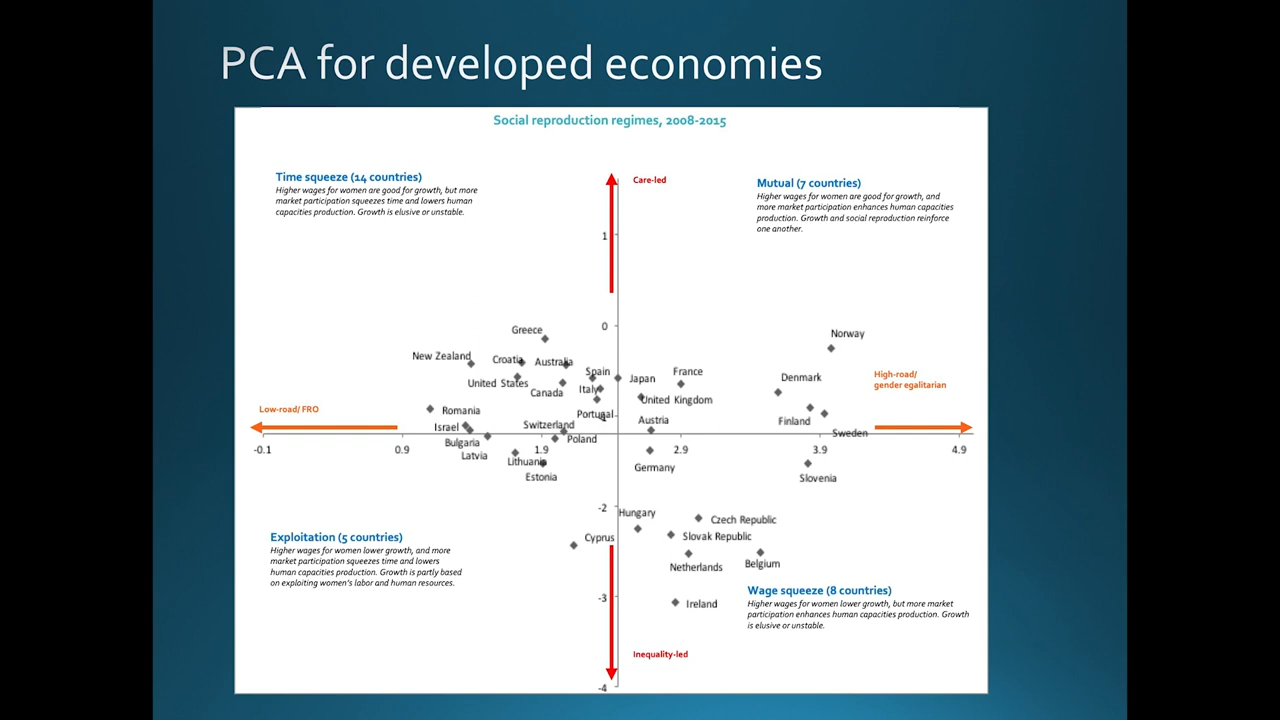 PCA for developed economies
Social reproduction regimes, 2008-2015
Time squeeze (14 countries)
Higher wages for women are good for growth, but more
market participation squeezes time and lowers human
capacities production. Growth is elusive or unstable.
Care-led
Mutual (7 countries)
Higher wages for women are good for growth, and
more market participation enhances human capacities
production. Growth and social reproduction reinforce
one another.
1
0
Greece
Norway
New Zealand
Croatia
Australia
Spain
Japan
France
Denmark
High-road/
gender egalitarian
United States
Canada
Italy
United Kingdom
Low-road/ FRO
Romania
Portugal
-1
Austria
Finland
Israel
Switzerland
Sweden
Bulgaria
Poland
-0.1
0.9
1.9
2.9
3.9
4.9
Latvia
Lithuania
Germany
Estonia
Slovenia
-2
Hungary
Czech Republic
Cyprus
Slovak Republic
Netherlands
Belgium
Exploitation (5 countries)
Higher wages for women lower growth, and more
market participation squeezes time and lowers
human capacities production. Growth is partly based
on exploiting women's labor and human resources.
-3
Ireland
Wage squeeze (8 countries)
Higher wages for women lower growth, but more market
participation enhances human capacities production. Growth
is elusive or unstable.
Inequality-led
-4